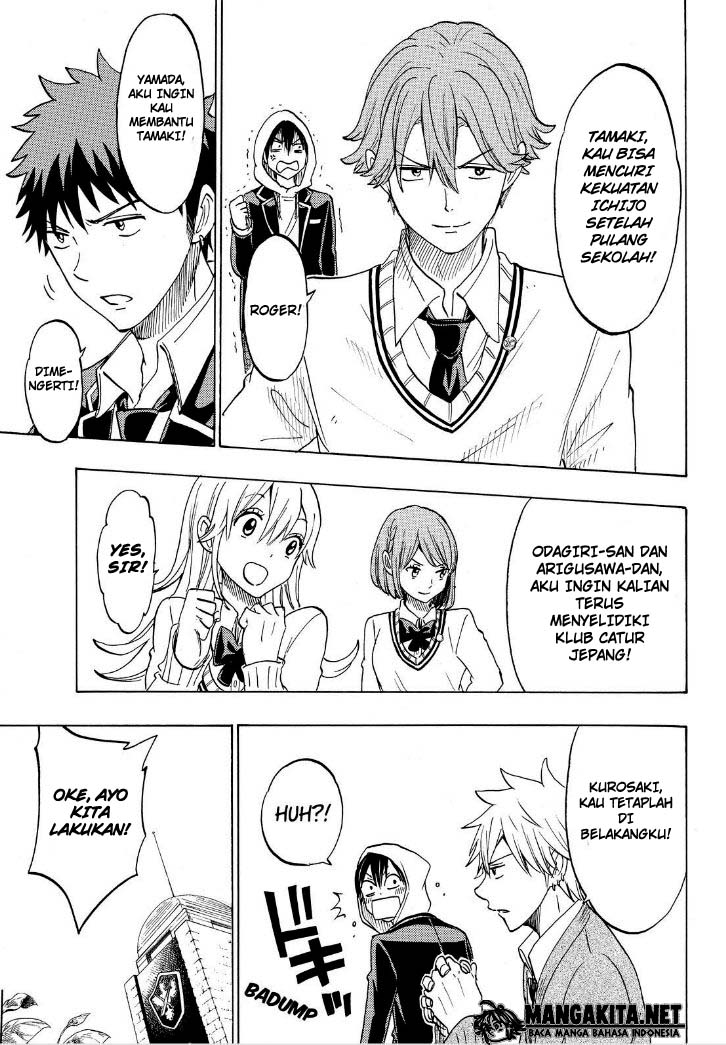 TAMAKI,
KAU BISA
MENCURI
KEKUATAN
ICHIJO
SETELAH
PULANG
SEKOLAH!
ROGER!
YAMADA,
AKU INGIN
KAU
MEMBANTU
TAMAKI!
DIME-
NGERTI!
ODAGIRI-SAN DAN
ARIGUSAWA-DAN,
AKU INGIN KALIAN
TERUS
MENYELIDIKI
KLUB CATUR
JEPANG!
YES,
SIR!
KUROSAKI,
KAU TETAPLAH
DI
BELAKANGKU!
HUH?!
ドキッ
BADUMP
OKE, AYO
KITA
LAKUKAN!
MANGAKITA.NET
BACA MANGA BAHASA INDONESIA